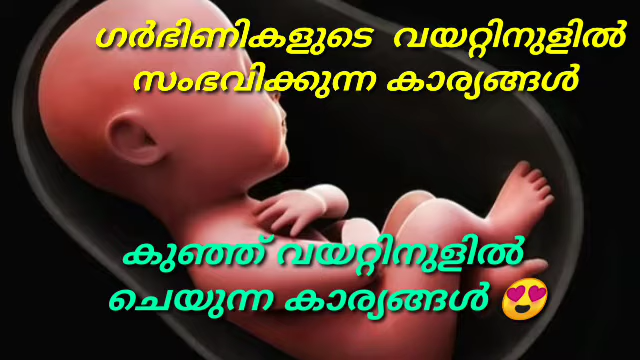 ഗർഭിണികളുടെ വയറ്റിനുളിൽ
സംഭവിക്കുന്ന കാര്യങ്ങൾ
കുഞ്ഞ് വയറ്റിനുളിൽ
ചെയുന്ന കാര്യങ്ങൾ 😍